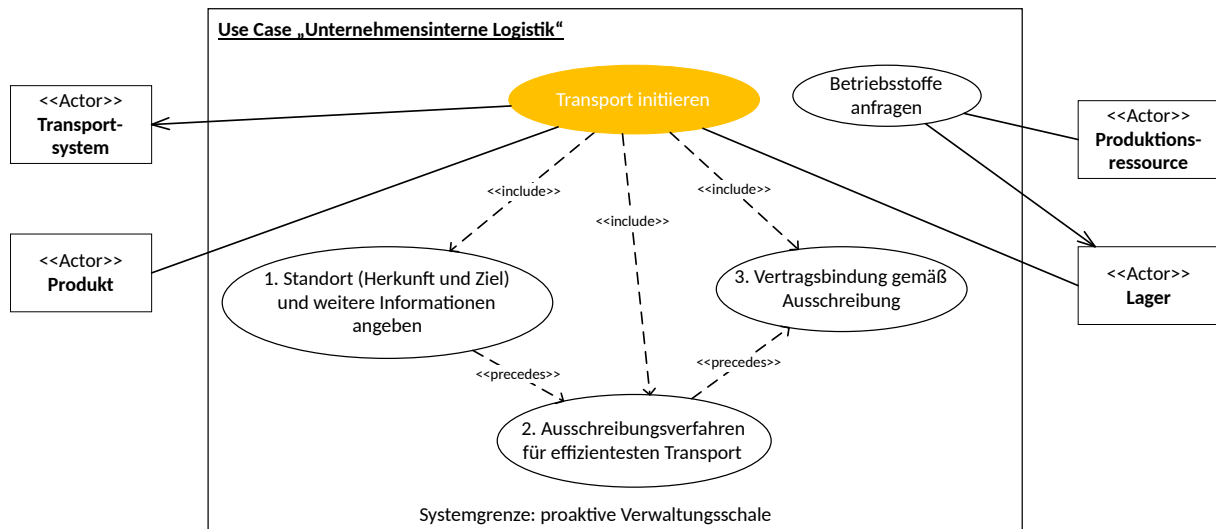 Use Case „Unternehmensinterne Logistik“
<<Actor>>
Transport-
system
Transport initiieren
Betriebsstoffe
anfragen
<<Actor>>
Produktions-
ressource
<<include>>
<<include>>
<<include>>
<<Actor>>
Produkt
1. Standort (Herkunft und Ziel)
und weitere Informationen
angeben
3. Vertragsbindung gemäß
Ausschreibung
<<Actor>>
Lager
<<precedes>>
<<precedes>>
2. Ausschreibungsverfahren
für effizientesten Transport
Systemgrenze: proaktive Verwaltungsschale